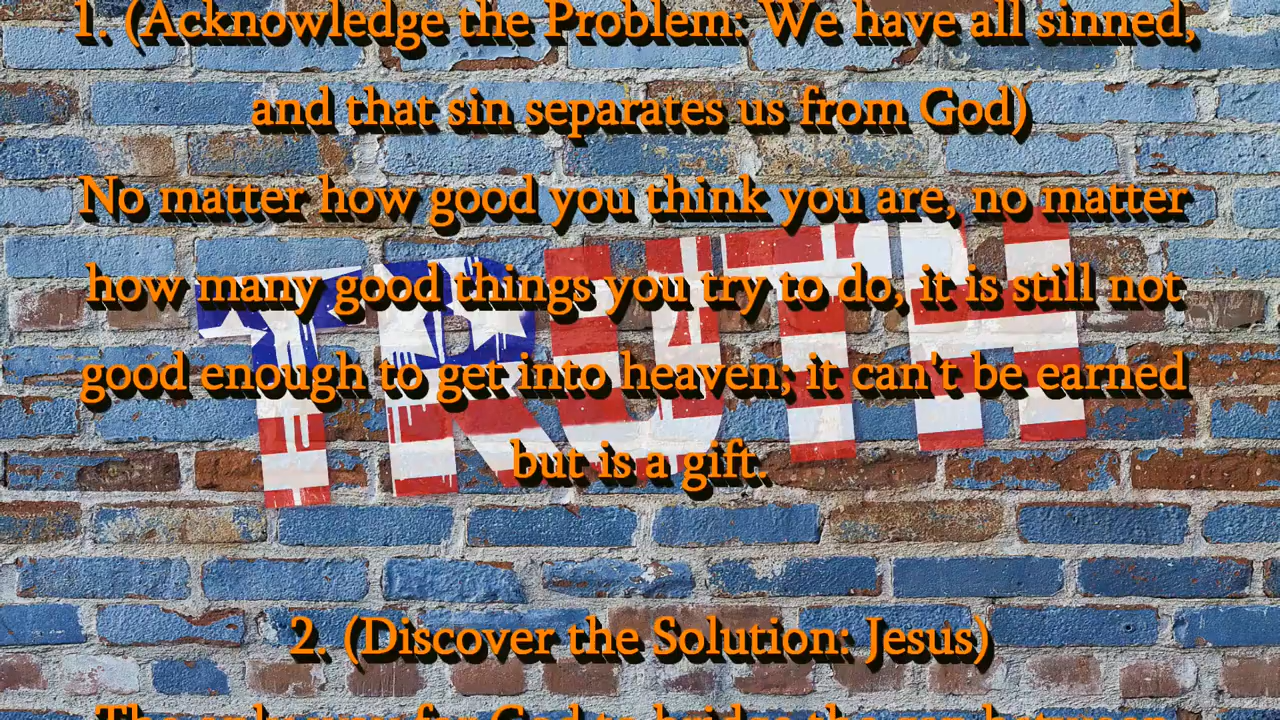 1. (Acknowledge the Problem: We have all sinned,
and that sin separates us from God)
No matter how good you think you are, no matter
TRUTH
how many good things you try to do, it is still not
good enough to get into heaven; it can't be earned
but is a gift.
2. (Discover the Solution: Jesus)